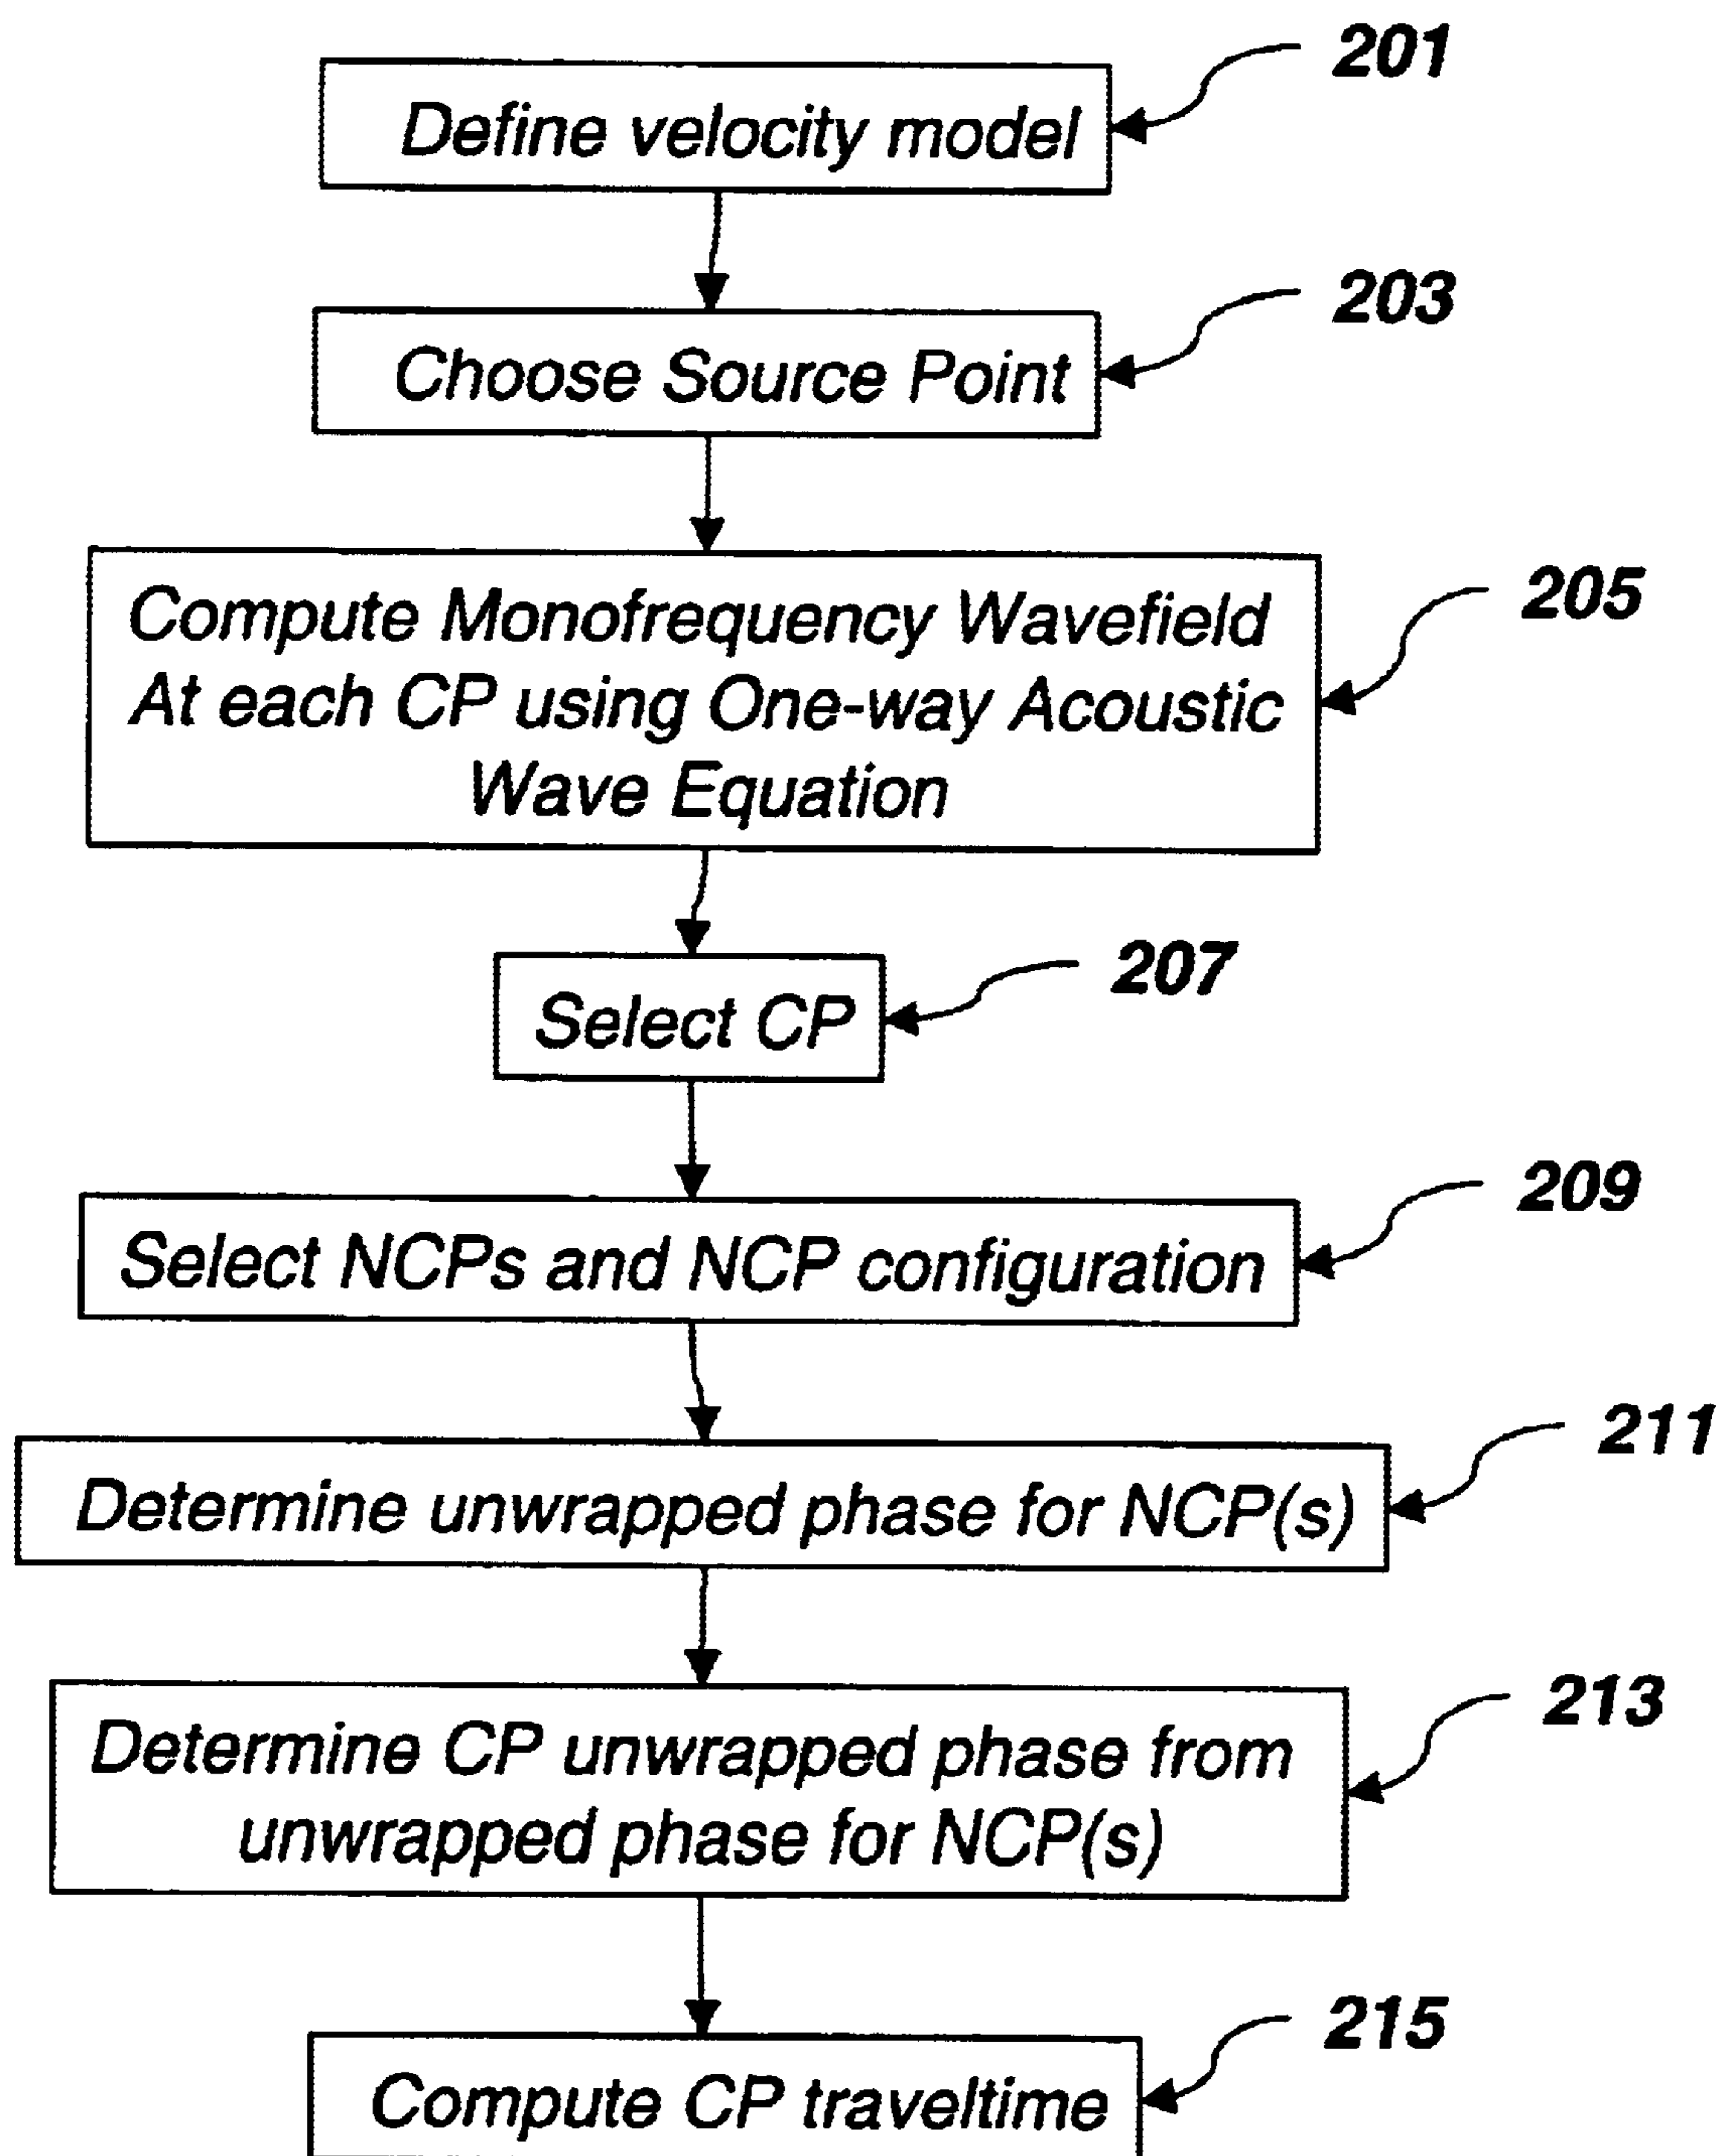 201
Define velocity model
203
Choose Source Point
205
Compute Monofrequency Wavefield
At each CP using One-way Acoustic
Wave Equation
207
Select CP
209
Select NCPs and NCP configuration
211
Determine unwrapped phase for NCP(s)
213
Determine CP unwrapped phase from
unwrapped phase for NCP(s)
215
Compute CP traveltime